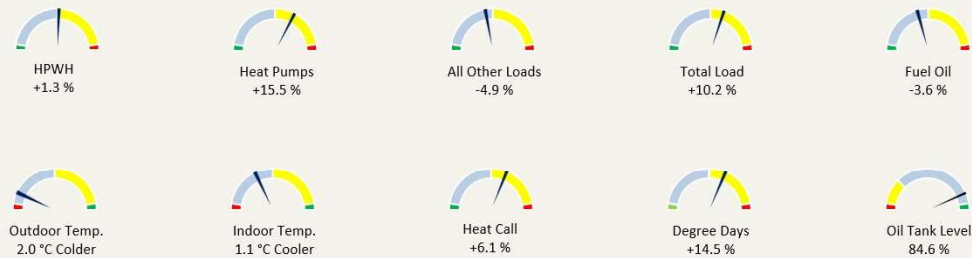 HPWH
+1.3 %
Heat Pumps
+15.5 %
All Other Loads
-4.9 %
Total Load
+10.2 %
Fuel Oil
-3.6 %
Outdoor Temp.
2.0 °C Colder
Indoor Temp.
1.1 °C Cooler
Heat Call
+6.1 %
Degree Days
+14.5 %
Oil Tank Level
84.6 %